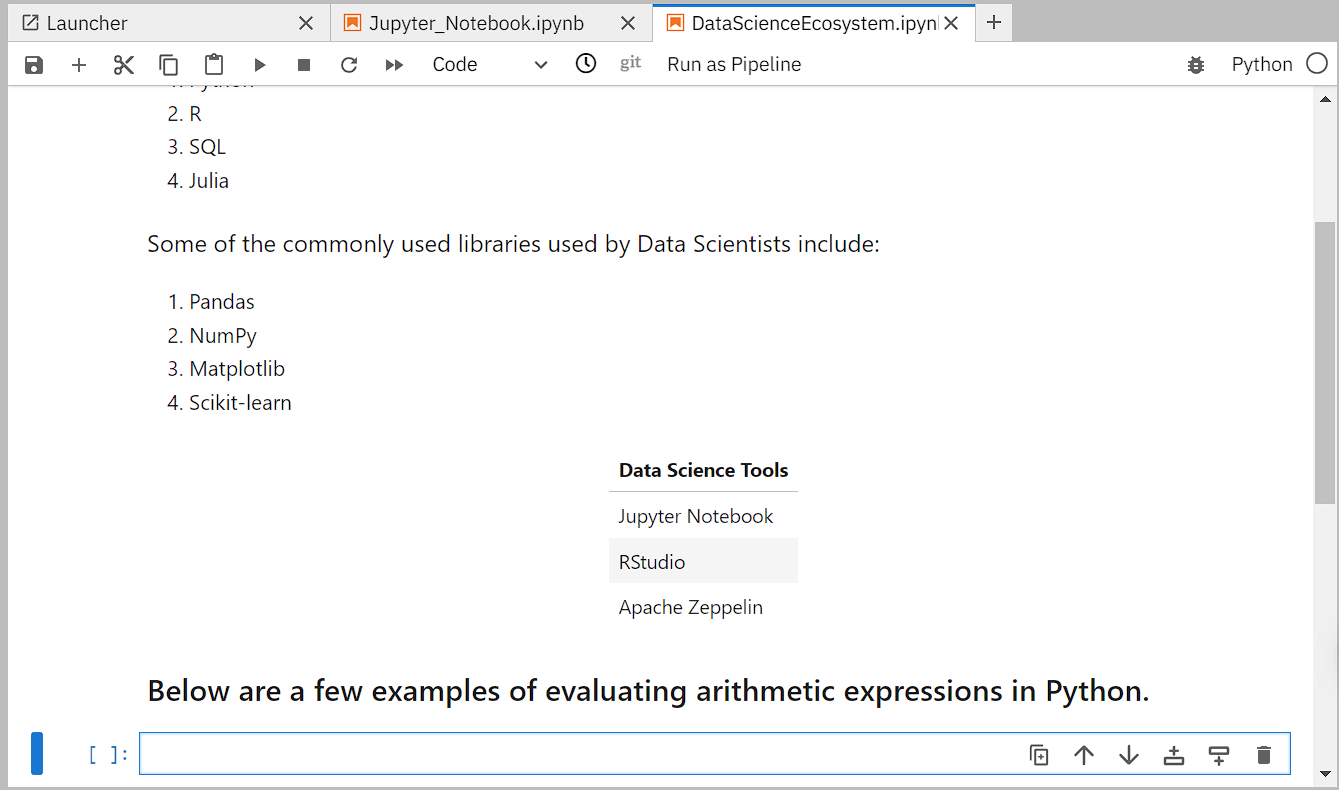 Launcher
Jupyter_Notebook.ipynb
DataScienceEcosystem.ipyn
Code
git
Run as Pipeline
Python
1. Python
2. R
3. SQL
4. Julia
Some of the commonly used libraries used by Data Scientists include:
1. Pandas
2. NumPy
3. Matplotlib
4. Scikit-learn
Data Science Tools
Jupyter Notebook
RStudio
Apache Zeppelin
Below are a few examples of evaluating arithmetic expressions in Python.
[ ]: